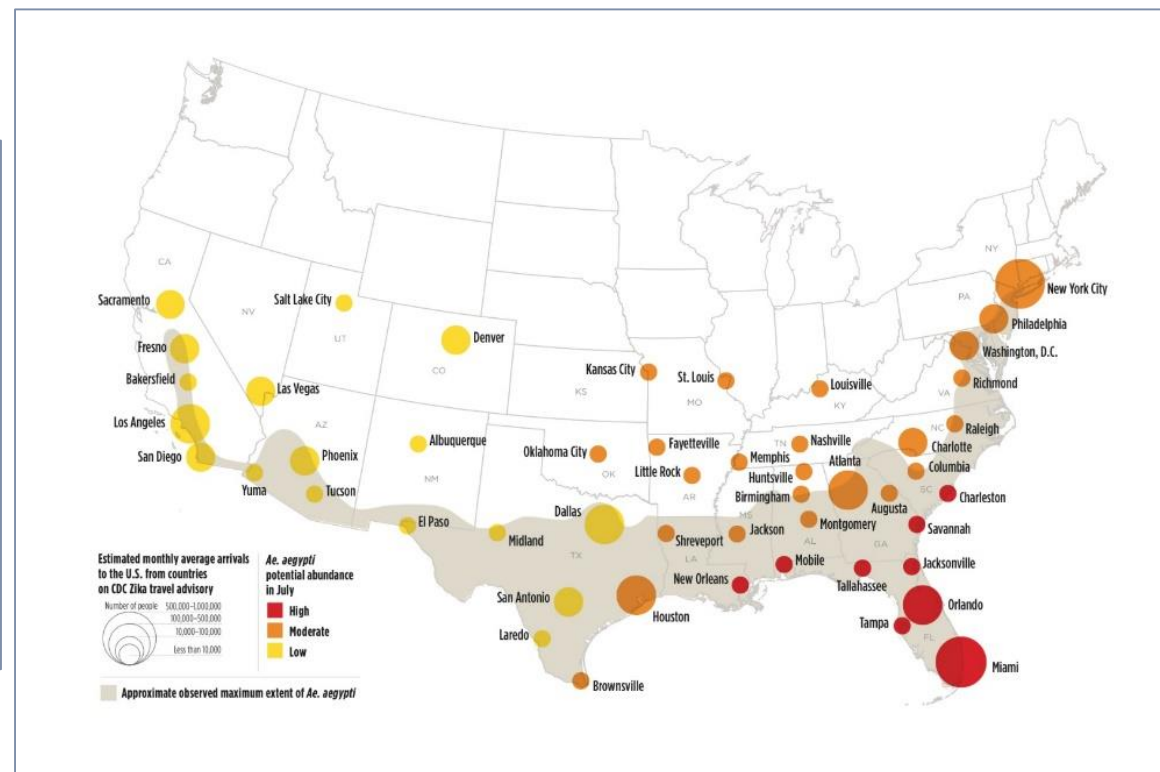 NY
New York City
PA
Philadelphia
Washington, D.C.
Richmond
VA
CA
Sacramento
NV
Salt Lake City
UT
Denver
CO
Fresno
Bakersfield
Las Vegas
Los Angeles
San Diego
AZ
Phoenix
Yuma
Tucson
Albuquerque
NM
Kansas City
KS
St. Louis
MO
Louisville
KY
Oklahoma City
OK
Fayetteville
Little Rock
AR
Memphis
TN
Nashville
Huntsville
Birmingham
Atlanta
NC
Raleigh
Charlotte
Columbia
SC
Charleston
Augusta
Savannah
GA
El Paso
Midland
Dallas
TX
Shreveport
LA
MS
Jackson
AL
Montgomery
Mobile
New Orleans
Tallahassee
Jacksonville
Orlando
Tampa
FL
Miami
San Antonio
Houston
Laredo
Brownsville
Estimated monthly average arrivals
to the U.S. from countries
on CDC Zika travel advisory
Number of people
500,000–1,000,000
100,000–500,000
10,000–100,000
Less than 10,000
Ae. aegypti
potential abundance
in July
High
Moderate
Low
Approximate observed maximum extent of Ae. aegypti